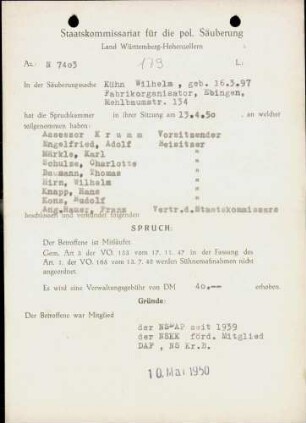 Staatskommissariat für die pol. Säuberung
Land Württemberg-Hohenzollern
Az. N 7403 179 L.
In der Säuberungssache Kühn Wilhelm , geb. 16.3.97
Fabrikorganisator, Ebingen,
Mehlbaumstr. 134
hat die Spruchkammer in ihrer Sitzung am 13.4.50 , an welcher
teilgenommen haben:
Assessor K r u m m Vorsitzender
Engelfried, Adolf Beisitzer
Märkle, Karl
Schulze, Charlotte
Baumann, Thomas
Hirn, Wilhelm
Knapp, Hans
Kons, Rudolf
Ang.Hauser, Franz Vertr.d.Staatskommissars
beschlossen und verkündet folgenden
SPRUCH:
Der Betroffene ist Mitläufer.
Gem. Art 3 der VO. 133 vom 17. 11. 47 in der Fassung des
Art. 1. der VO. 165 vom 13. 7. 48 werden Sühnemaßnahmen nicht
angeordnet.
Es wird eine Verwaltungsgebühr von DM 40.-- erhoben.
Gründe:
Der Betroffene war Mitglied
der NSDAP seit 1939
der NSKK förd. Mitglied
DAF , NS Kr.B.
10. Mai 1950